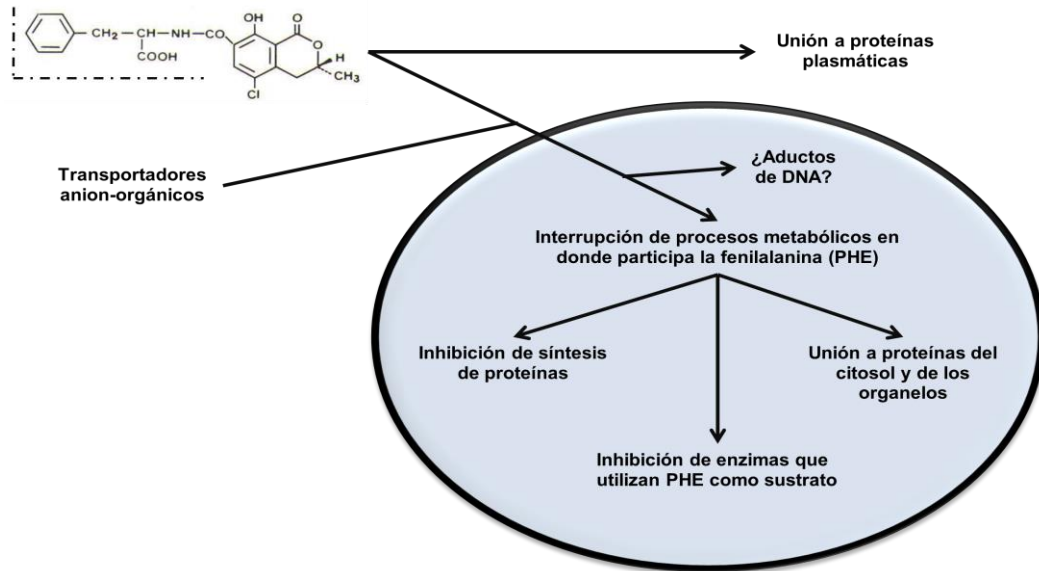 OH
O
CH₂—CH—NH—CO
O
COOH
H
CH₃
Cl
Unión a proteínas
plasmáticas
¿Aductos
de DNA?
Transportadores
anion-orgánicos
Interrupción de procesos metabólicos en
donde participa la fenilalanina (PHE)
Inhibición de síntesis
de proteínas
Unión a proteínas del
citosol y de los
organelos
Inhibición de enzimas que
utilizan PHE como sustrato